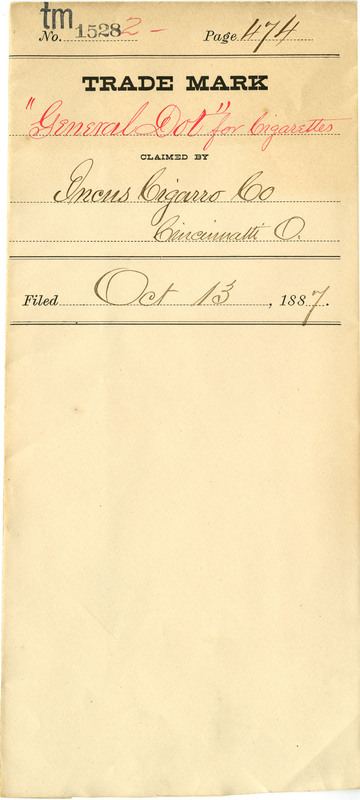 tm
No. 15282- Page 474
TRADE MARK
"General Dot" for Cigarettes
CLAIMED BY
Incus Cigarro Co
Cincinnatti O.
Filed Oct 13, 1887.